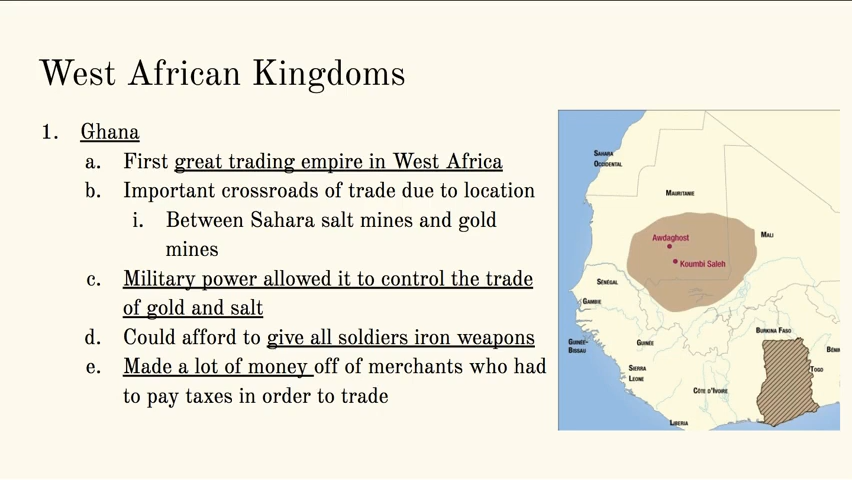 West African Kingdoms
1. Ghana
a. First great trading empire in West Africa
b. Important crossroads of trade due to location
i. Between Sahara salt mines and gold
mines
c. Military power allowed it to control the trade
of gold and salt
d. Could afford to give all soldiers iron weapons
e. Made a lot of money off of merchants who had
to pay taxes in order to trade
SAHARA
OCCIDENTAL
MAURITANIE
Awdaghost
MALI
Koumbi Saleh
SÉNÉGAL
GAMBIE
BURKINA FASO
GUINÉE-
BISSAU
GUINÉE
BÉNIN
SIERRA
LEONE
TOGO
CÔTE D'IVOIRE
LIBERIA